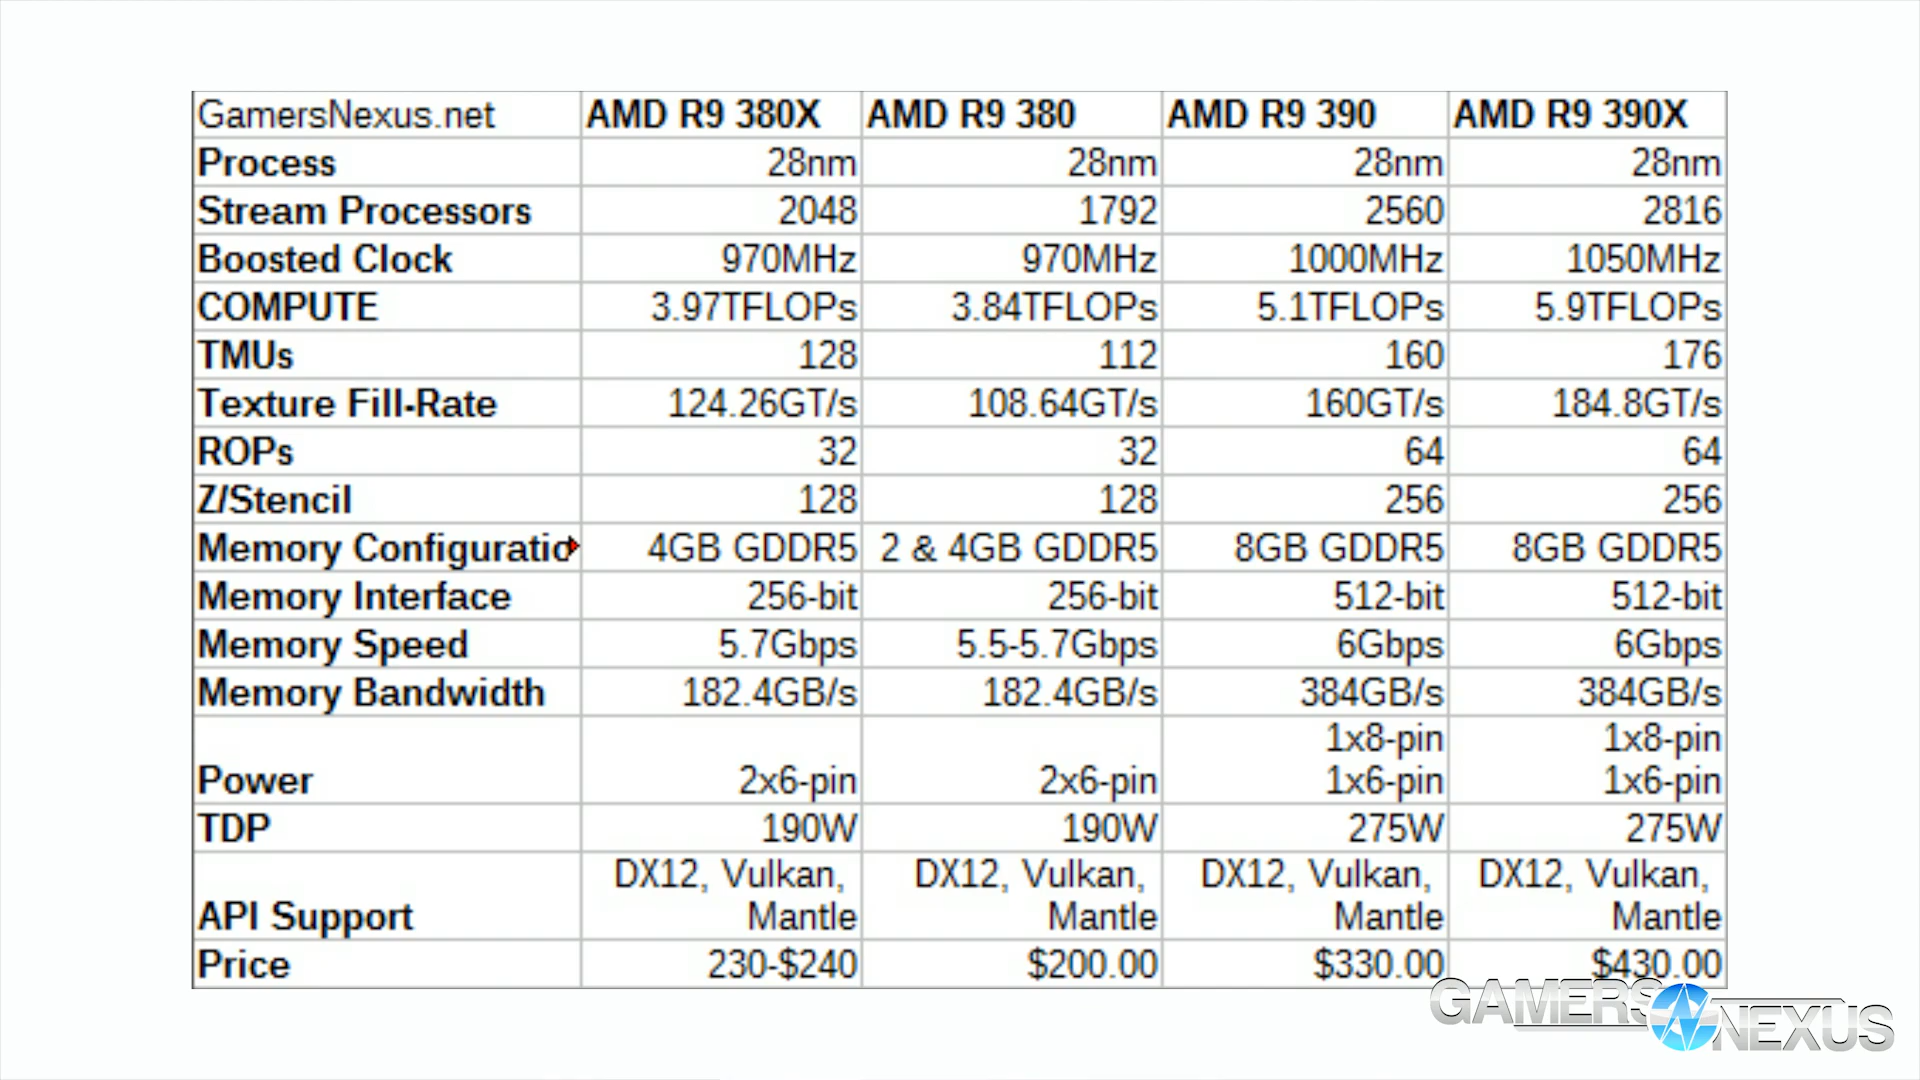 GamersNexus.net AMD R9 380X AMD R9 380 AMD R9 390 AMD R9 390X
Process 28nm 28nm 28nm 28nm
Stream Processors 2048 1792 2560 2816
Boosted Clock 970MHz 970MHz 1000MHz 1050MHz
COMPUTE 3.97TFLOPs 3.84TFLOPs 5.1TFLOPs 5.9TFLOPs
TMUs 128 112 160 176
Texture Fill-Rate 124.26GT/s 108.64GT/s 160GT/s 184.8GT/s
ROPs 32 32 64 64
Z/Stencil 128 128 256 256
Memory Configuratio 4GB GDDR5 2 & 4GB GDDR5 8GB GDDR5 8GB GDDR5
Memory Interface 256-bit 256-bit 512-bit 512-bit
Memory Speed 5.7Gbps 5.5-5.7Gbps 6Gbps 6Gbps
Memory Bandwidth 182.4GB/s 182.4GB/s 384GB/s 384GB/s
1x8-pin 1x8-pin
Power 2x6-pin 2x6-pin 1x6-pin 1x6-pin
TDP 190W 190W 275W 275W
DX12, Vulkan, DX12, Vulkan, DX12, Vulkan, DX12, Vulkan,
API Support Mantle Mantle Mantle Mantle
Price 230-$240 $200.00 $330.00 $430.00
GAMERS NEXUS